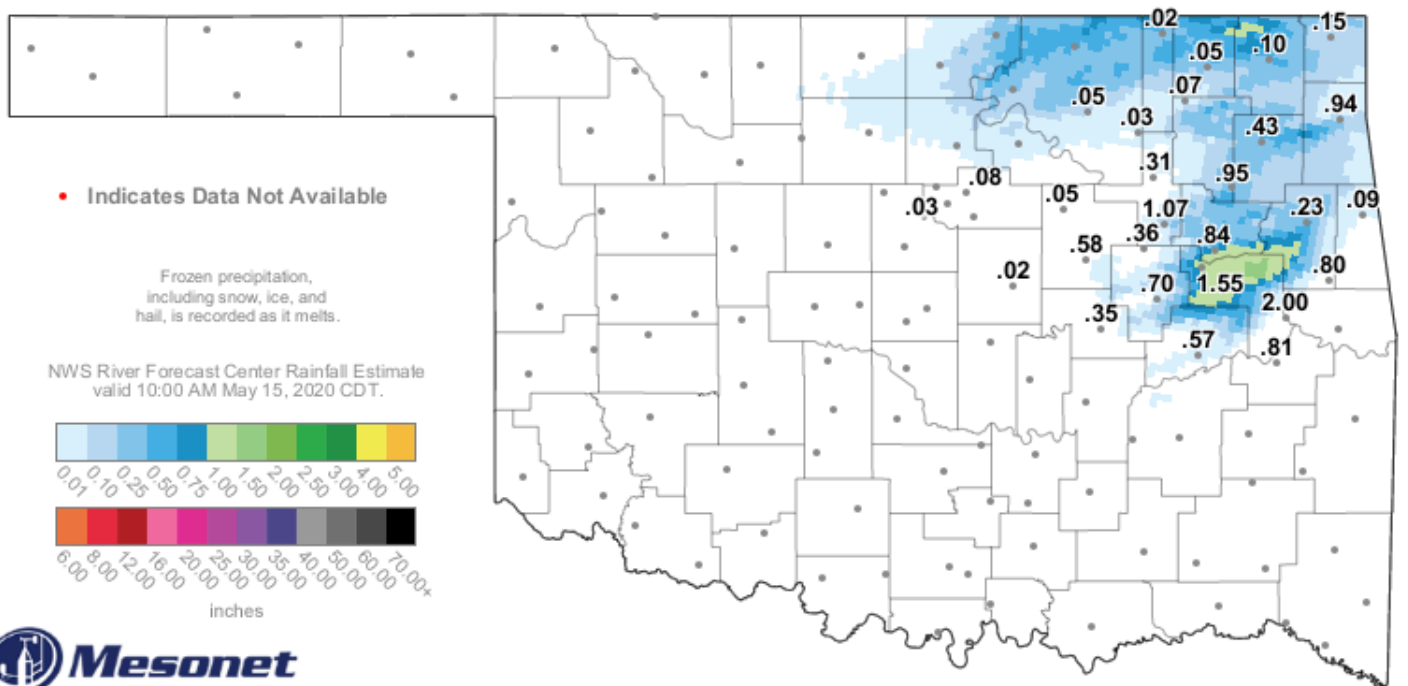 .02
.15
.05
.10
.07
.05
.94
.03
.43
.31
.95
.08
.05
.09
.03
1.07
.23
.36
.84
.58
.80
.02
.70
1.55
2.00
.35
.57
.81
Indicates Data Not Available
Frozen precipitation,
including snow, ice, and
hail, is recorded as it melts.
NWS River Forecast Center Rainfall Estimate
valid 10:00 AM May 15, 2020 CDT.
0.01 0.10 0.25 0.50 0.75 1.00 1.50 2.00 2.50 3.00 4.00 5.00
6.00 8.00 12.00 16.00 20.00 25.00 30.00 35.00 40.00 50.00 60.00 70.00+
inches
Mesonet